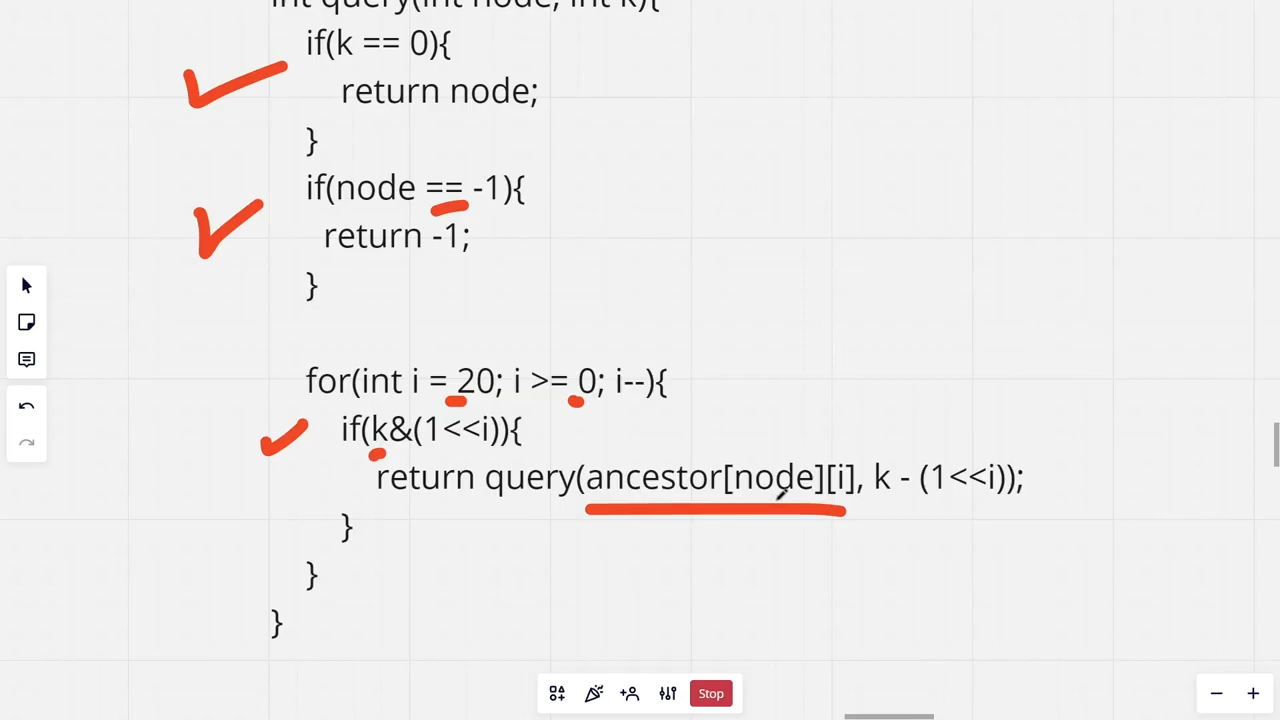 int query(int node, int k){
if(k == 0){
return node;
}
if(node == -1){
return -1;
}
for(int i = 20; i >= 0; i--){
if(k&(1<<i)){
return query(ancestor[node][i], k - (1<<i));
}
}
}
Stop